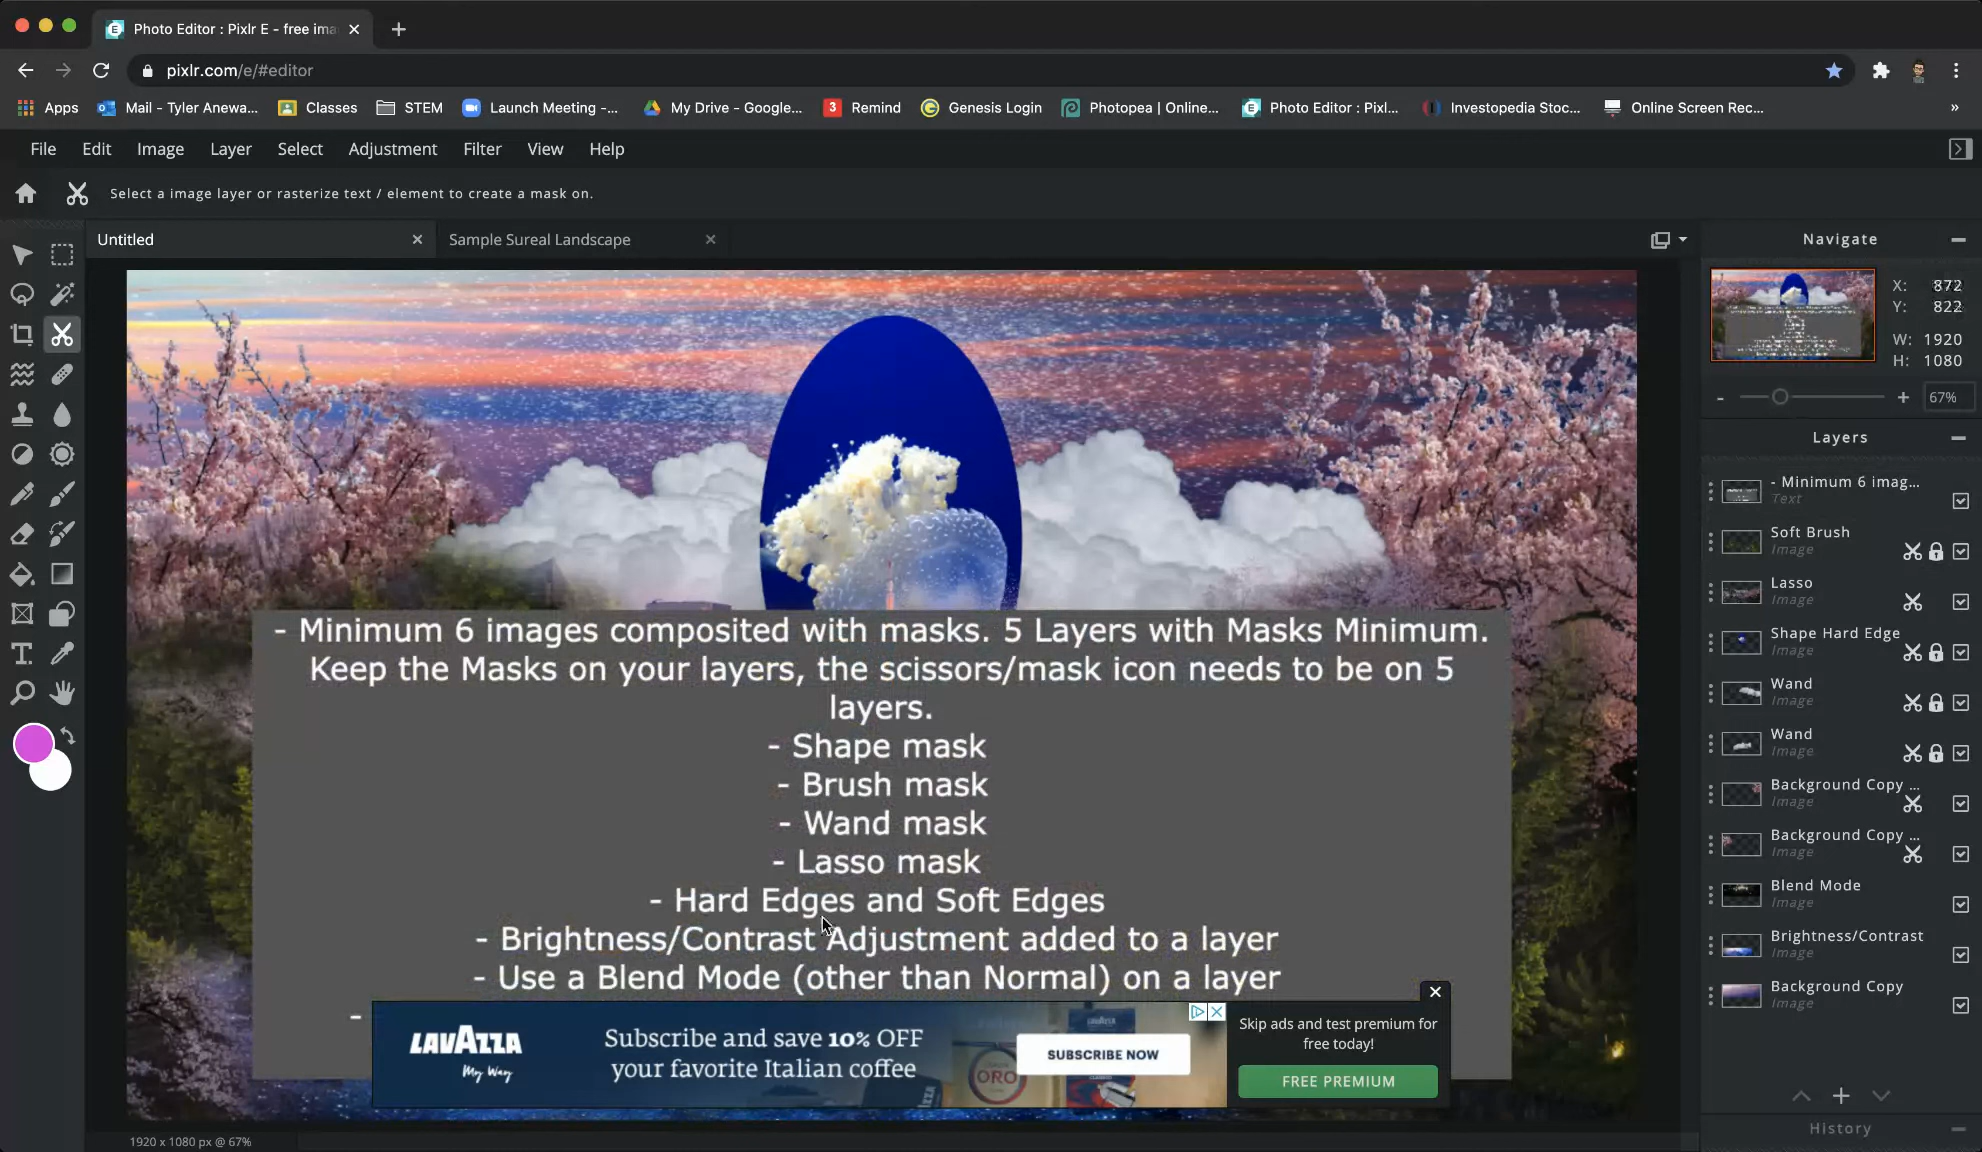 Photo Editor : Pixlr E - free ima
pixlr.com/e/#editor
Apps
Mail - Tyler Anewa...
Classes
STEM
Launch Meeting -...
My Drive - Google...
3 Remind
Genesis Login
Photopea | Online...
Photo Editor : Pixl...
Investopedia Stoc...
Online Screen Rec...
»
File Edit Image Layer Select Adjustment Filter View Help
Select a image layer or rasterize text / element to create a mask on.
Untitled
Sample Sureal Landscape
Navigate
X: 872
Y: 822
W: 1920
H: 1080
67%
Layers
- Minimum 6 imag...
Text
Soft Brush
Image
Lasso
Image
Shape Hard Edge
Image
Wand
Image
Wand
Image
Background Copy ...
Image
Background Copy ...
Image
Blend Mode
Image
Brightness/Contrast
Image
Background Copy
Image
History
- Minimum 6 images composited with masks. 5 Layers with Masks Minimum.
Keep the Masks on your layers, the scissors/mask icon needs to be on 5
layers.
- Shape mask
- Brush mask
- Wand mask
- Lasso mask
- Hard Edges and Soft Edges
- Brightness/Contrast Adjustment added to a layer
- Use a Blend Mode (other than Normal) on a layer
-
LAVAZZA
My Way
Subscribe and save 10% OFF
your favorite Italian coffee
ORO
SUBSCRIBE NOW
Skip ads and test premium for
free today!
FREE PREMIUM
1920 x 1080 px @ 67%